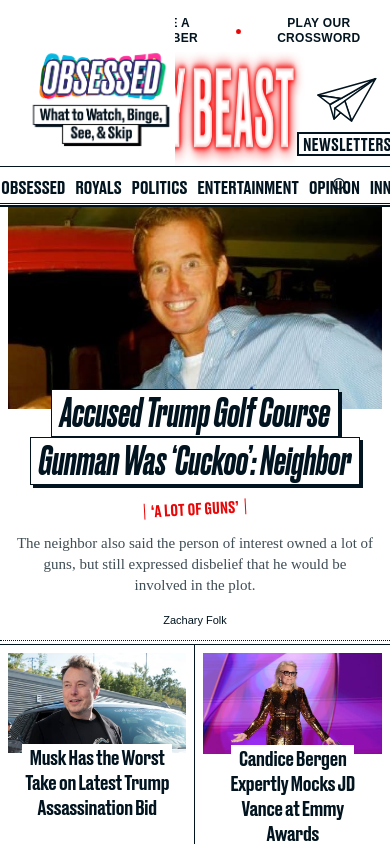 E A
BER
PLAY OUR
CROSSWORD
OBSESSED
What to Watch, Binge,
See, & Skip
Y BEAST
NEWSLETTERS
OBSESSED ROYALS POLITICS ENTERTAINMENT OPINION INN
Accused Trump Golf Course
Gunman Was ‘Cuckoo’: Neighbor
‘A LOT OF GUNS’
The neighbor also said the person of interest owned a lot of
guns, but still expressed disbelief that he would be
involved in the plot.
Zachary Folk
Musk Has the Worst
Take on Latest Trump
Assassination Bid
Candice Bergen
Expertly Mocks JD
Vance at Emmy
Awards